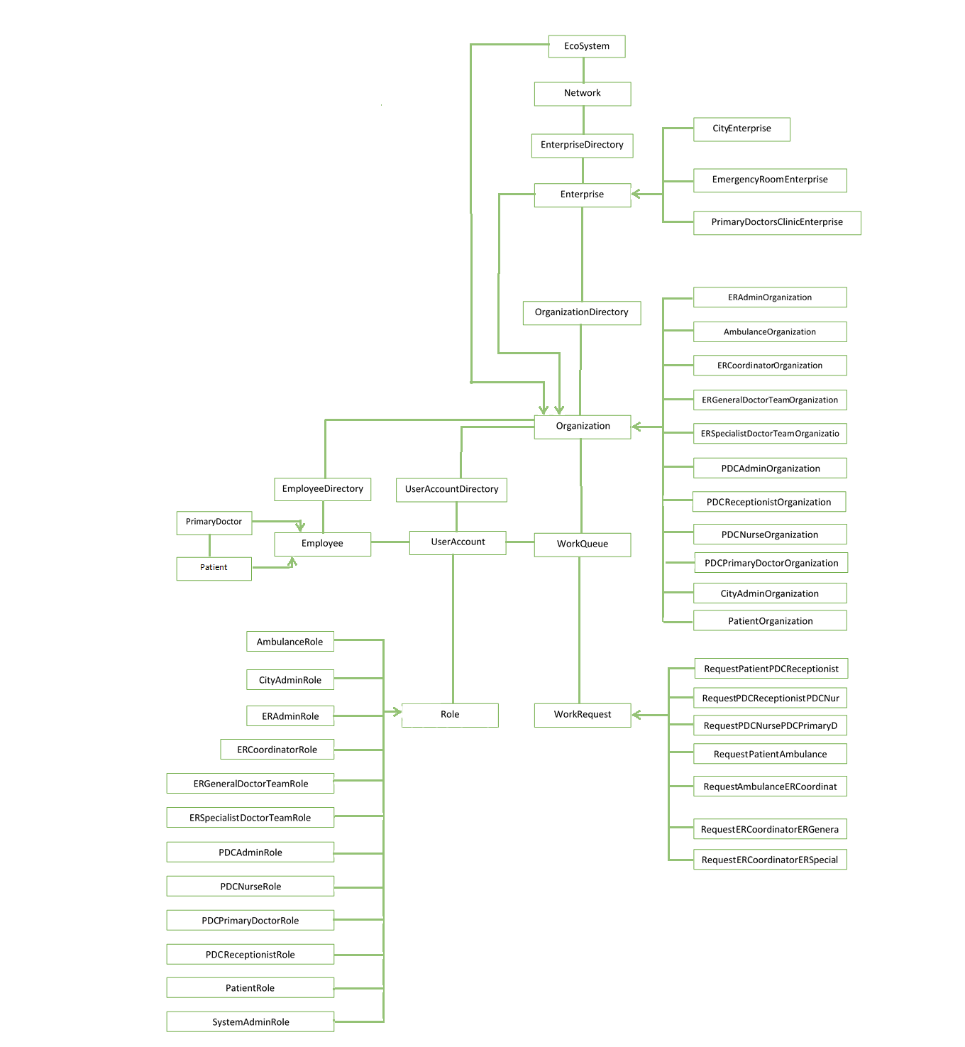 EcoSystem
Network
EnterpriseDirectory
Enterprise
CityEnterprise
EmergencyRoomEnterprise
PrimaryDoctorsClinicEnterprise
OrganizationDirectory
Organization
ERAdminOrganization
AmbulanceOrganization
ERCoordinatorOrganization
ERGeneralDoctorTeamOrganization
ERSpecialistDoctorTeamOrganizatio
PDCAdminOrganization
PDCReceptionistOrganization
PDCNurseOrganization
PDCPrimaryDoctorOrganization
CityAdminOrganization
PatientOrganization
EmployeeDirectory
UserAccountDirectory
PrimaryDoctor
Patient
Employee
UserAccount
WorkQueue
AmbulanceRole
CityAdminRole
ERAdminRole
ERCoordinatorRole
ERGeneralDoctorTeamRole
ERSpecialistDoctorTeamRole
PDCAdminRole
PDCNurseRole
PDCPrimaryDoctorRole
PDCReceptionistRole
PatientRole
SystemAdminRole
Role
WorkRequest
RequestPatientPDCReceptionist
RequestPDCReceptionistPDCNur
RequestPDCNursePDCPrimaryD
RequestPatientAmbulance
RequestAmbulanceERCoordinat
RequestERCoordinatorERGenera
RequestERCoordinatorERSpecial